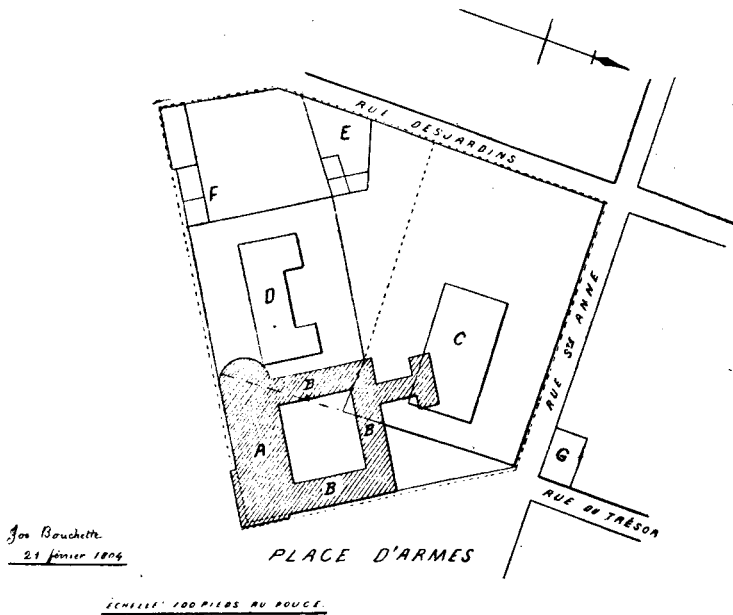 RUE DESJARDINS
E
F
D
C
RUE STE ANNE
B
B
A
B
G
RUE DU TRÉSOR
Jos Bouchette
21 février 1804
PLACE D'ARMES
ÉCHELLE: 100 PIEDS AU POUCE.